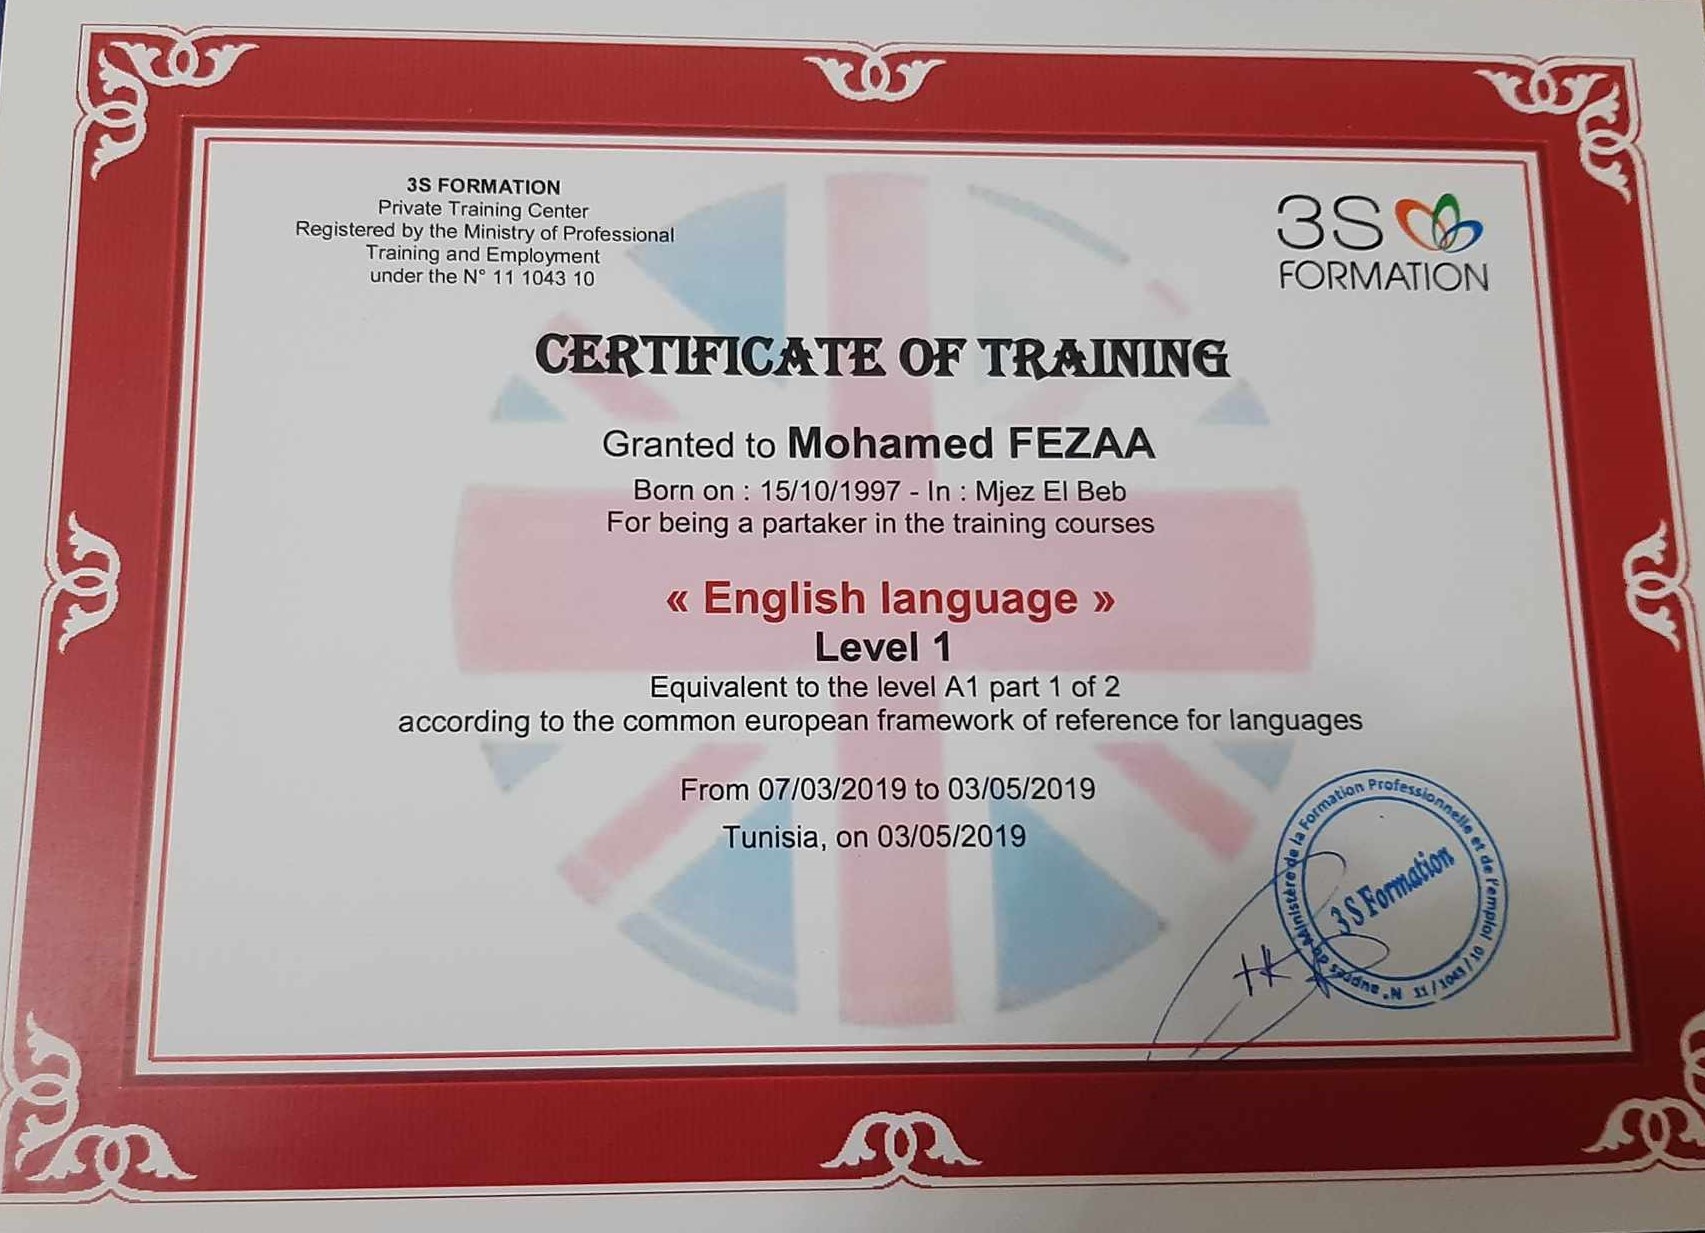 3S FORMATION
Private Training Center
Registered by the Ministry of Professional
Training and Employment
under the N° 11 1043 10
3S
FORMATION
CERTIFICATE OF TRAINING
Granted to Mohamed FEZAA
Born on : 15/10/1997 - In : Mjez El Beb
For being a partaker in the training courses
« English language »
Level 1
Equivalent to the level A1 part 1 of 2
according to the common european framework of reference for languages
From 07/03/2019 to 03/05/2019
Tunisia, on 03/05/2019
3S Formation
N° 11 / 1043 / 10 auprès du Ministère de la Formation Professionnelle et de l'emploi